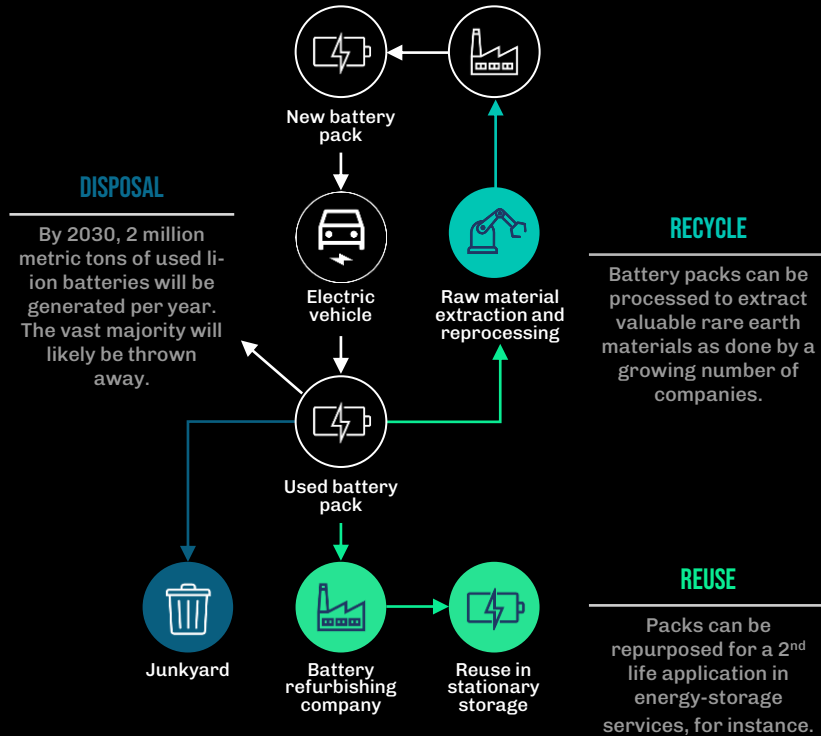 New battery
pack
DISPOSAL
By 2030, 2 million
metric tons of used li-
ion batteries will be
generated per year.
The vast majority will
likely be thrown
away.
Electric
vehicle
Raw material
extraction and
reprocessing
RECYCLE
Battery packs can be
processed to extract
valuable rare earth
materials as done by a
growing number of
companies.
Used battery
pack
Junkyard
Battery
refurbishing
company
Reuse in
stationary
storage
REUSE
Packs can be
repurposed for a 2nd
life application in
energy-storage
services, for instance.